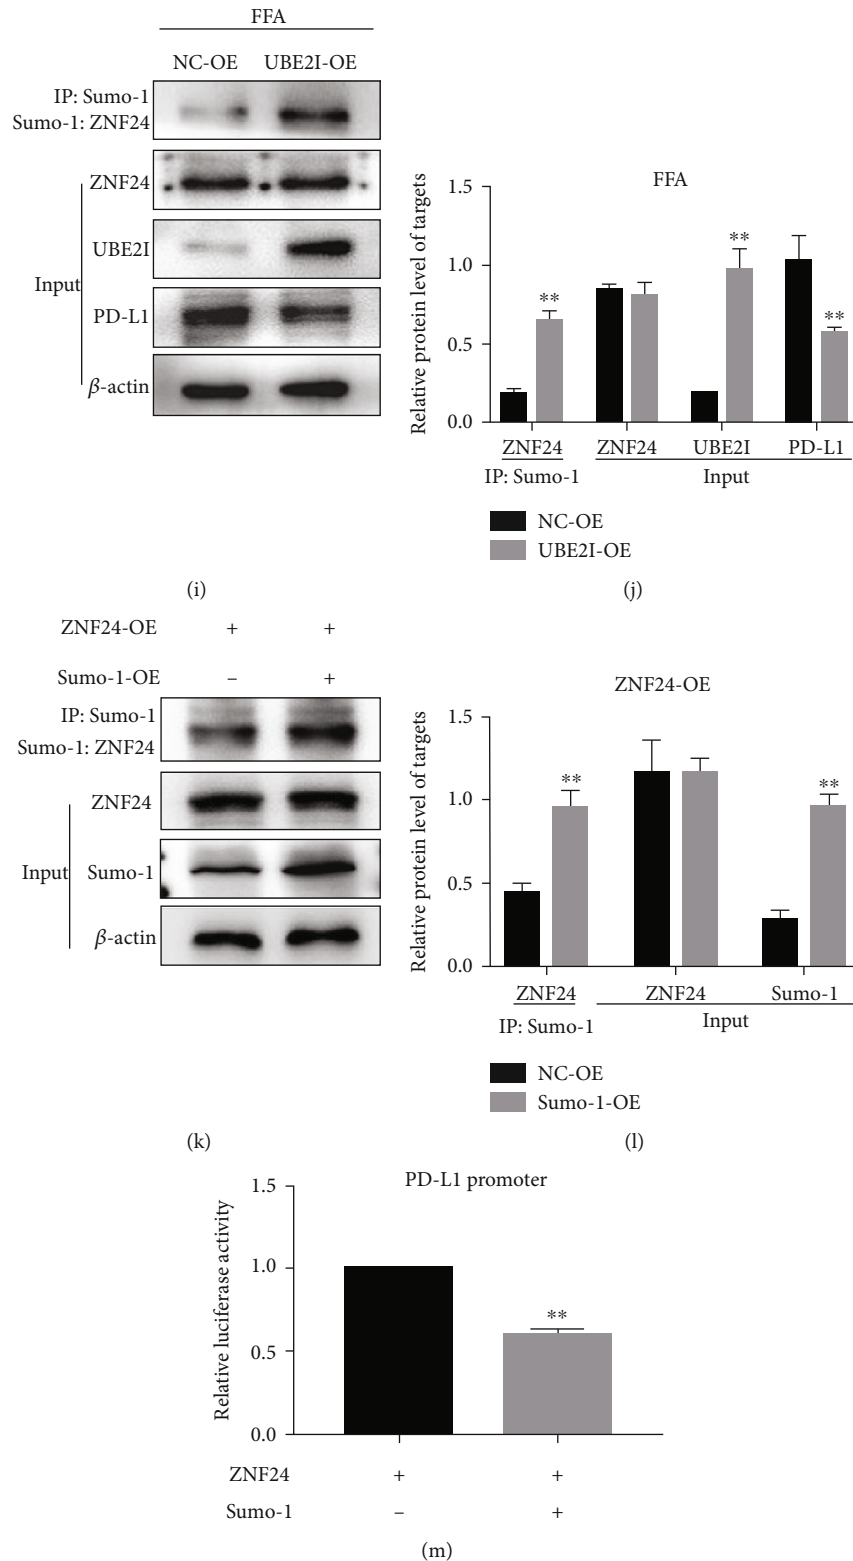 FFA
NC-OE UBE2I-OE
IP: Sumo-1
Sumo-1: ZNF24
ZNF24
UBE2I
Input
PD-L1
β-actin
(i)
FFA
Relative protein level of targets
1.5
1.0
0.5
0.0
**
**
**
ZNF24 ZNF24 UBE2I PD-L1
IP: Sumo-1 Input
NC-OE
UBE2I-OE
(j)
ZNF24-OE + +
Sumo-1-OE – +
IP: Sumo-1
Sumo-1: ZNF24
ZNF24
Input Sumo-1
β-actin
(k)
ZNF24-OE
Relative protein level of targets
1.5
1.0
0.5
0.0
**
**
ZNF24 ZNF24 Sumo-1
IP: Sumo-1 Input
NC-OE
Sumo-1-OE
(l)
PD-L1 promoter
Relative luciferase activity
1.5
1.0
0.5
0.0
**
ZNF24 + +
Sumo-1 – +
(m)